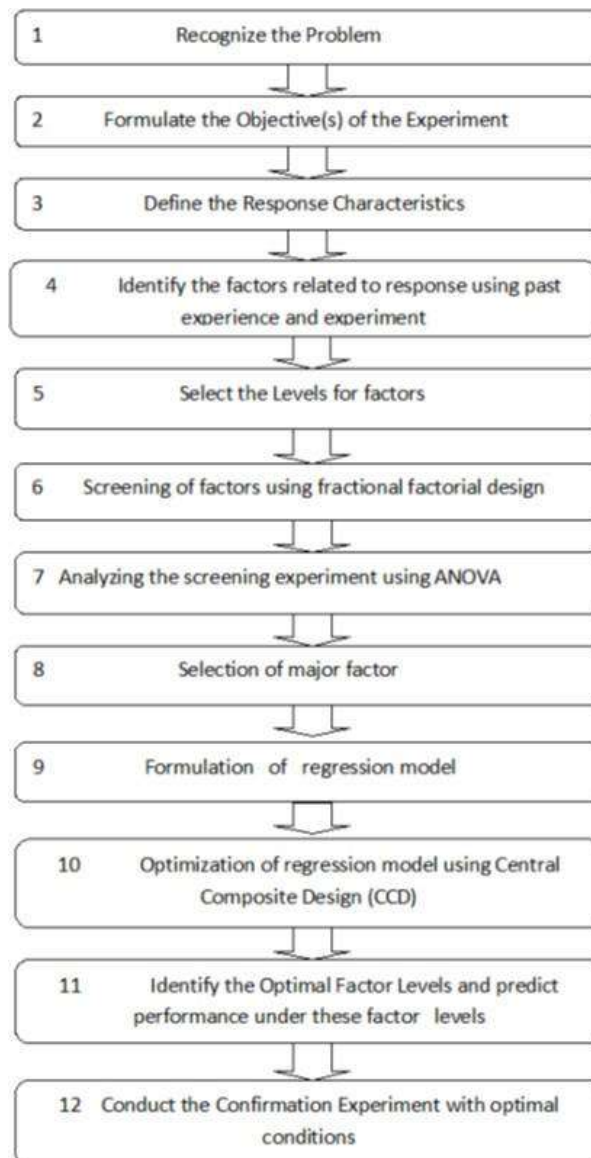 1 Recognize the Problem
2 Formulate the Objective(s) of the Experiment
3 Define the Response Characteristics
4 Identify the factors related to response using past
experience and experiment
5 Select the Levels for factors
6 Screening of factors using fractional factorial design
7 Analyzing the screening experiment using ANOVA
8 Selection of major factor
9 Formulation of regression model
10 Optimization of regression model using Central
Composite Design (CCD)
11 Identify the Optimal Factor Levels and predict
performance under these factor levels
12 Conduct the Confirmation Experiment with optimal
conditions